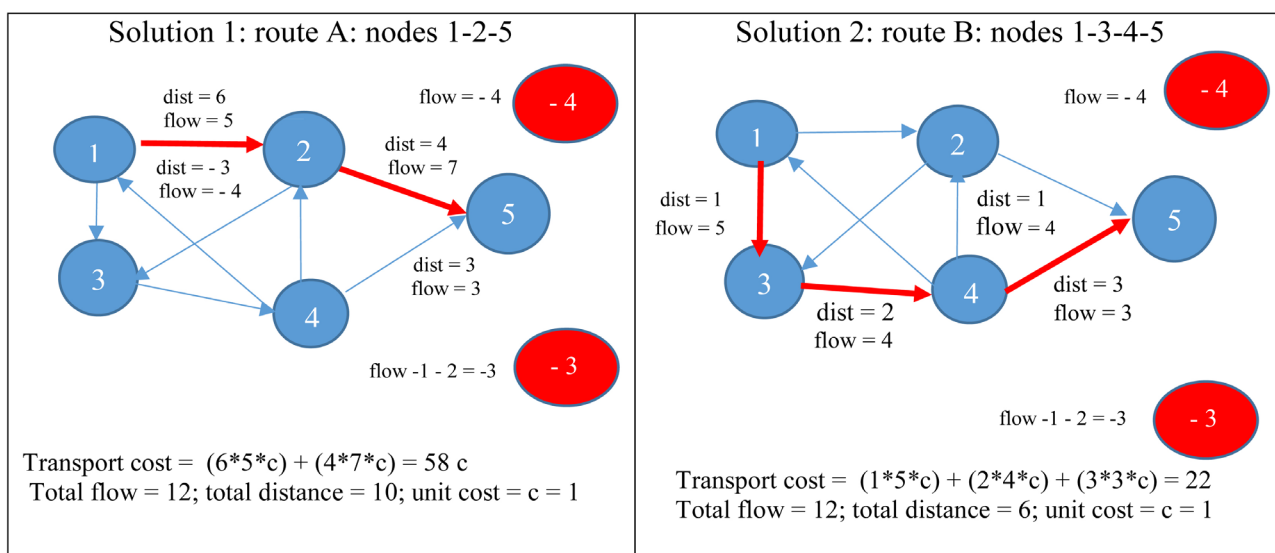 Solution 1: route A: nodes 1-2-5
dist = 6
flow = 5
flow = - 4
- 4
1
2
dist = 4
flow = 7
dist = - 3
flow = - 4
5
3
4
dist = 3
flow = 3
flow -1 - 2 = -3
- 3
Transport cost =  (6*5*c) + (4*7*c) = 58 c
Total flow = 12; total distance = 10; unit cost = c = 1
Solution 2: route B: nodes 1-3-4-5
flow = - 4
- 4
1
2
dist = 1
flow = 5
dist = 1
flow = 4
5
3
4
dist = 2
flow = 4
dist = 3
flow = 3
flow -1 - 2 = -3
- 3
Transport cost =  (1*5*c) + (2*4*c) + (3*3*c) = 22
Total flow = 12; total distance = 6; unit cost = c = 1